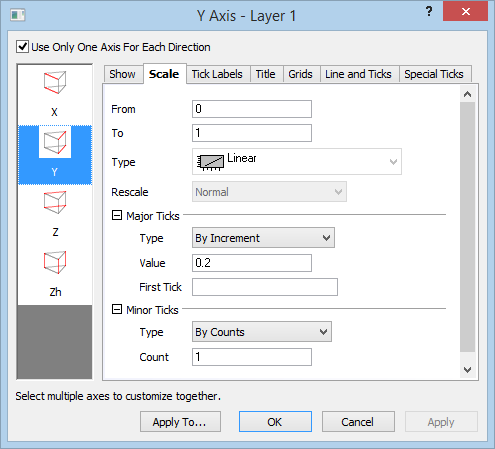 Y Axis - Layer 1
?
Use Only One Axis For Each Direction
X
Y
Z
Zh
Show Scale Tick Labels Title Grids Line and Ticks Special Ticks
From 0
To 1
Type Linear
Rescale Normal
Major Ticks
Type By Increment
Value 0.2
First Tick
Minor Ticks
Type By Counts
Count 1
Select multiple axes to customize together.
Apply To... OK Cancel Apply